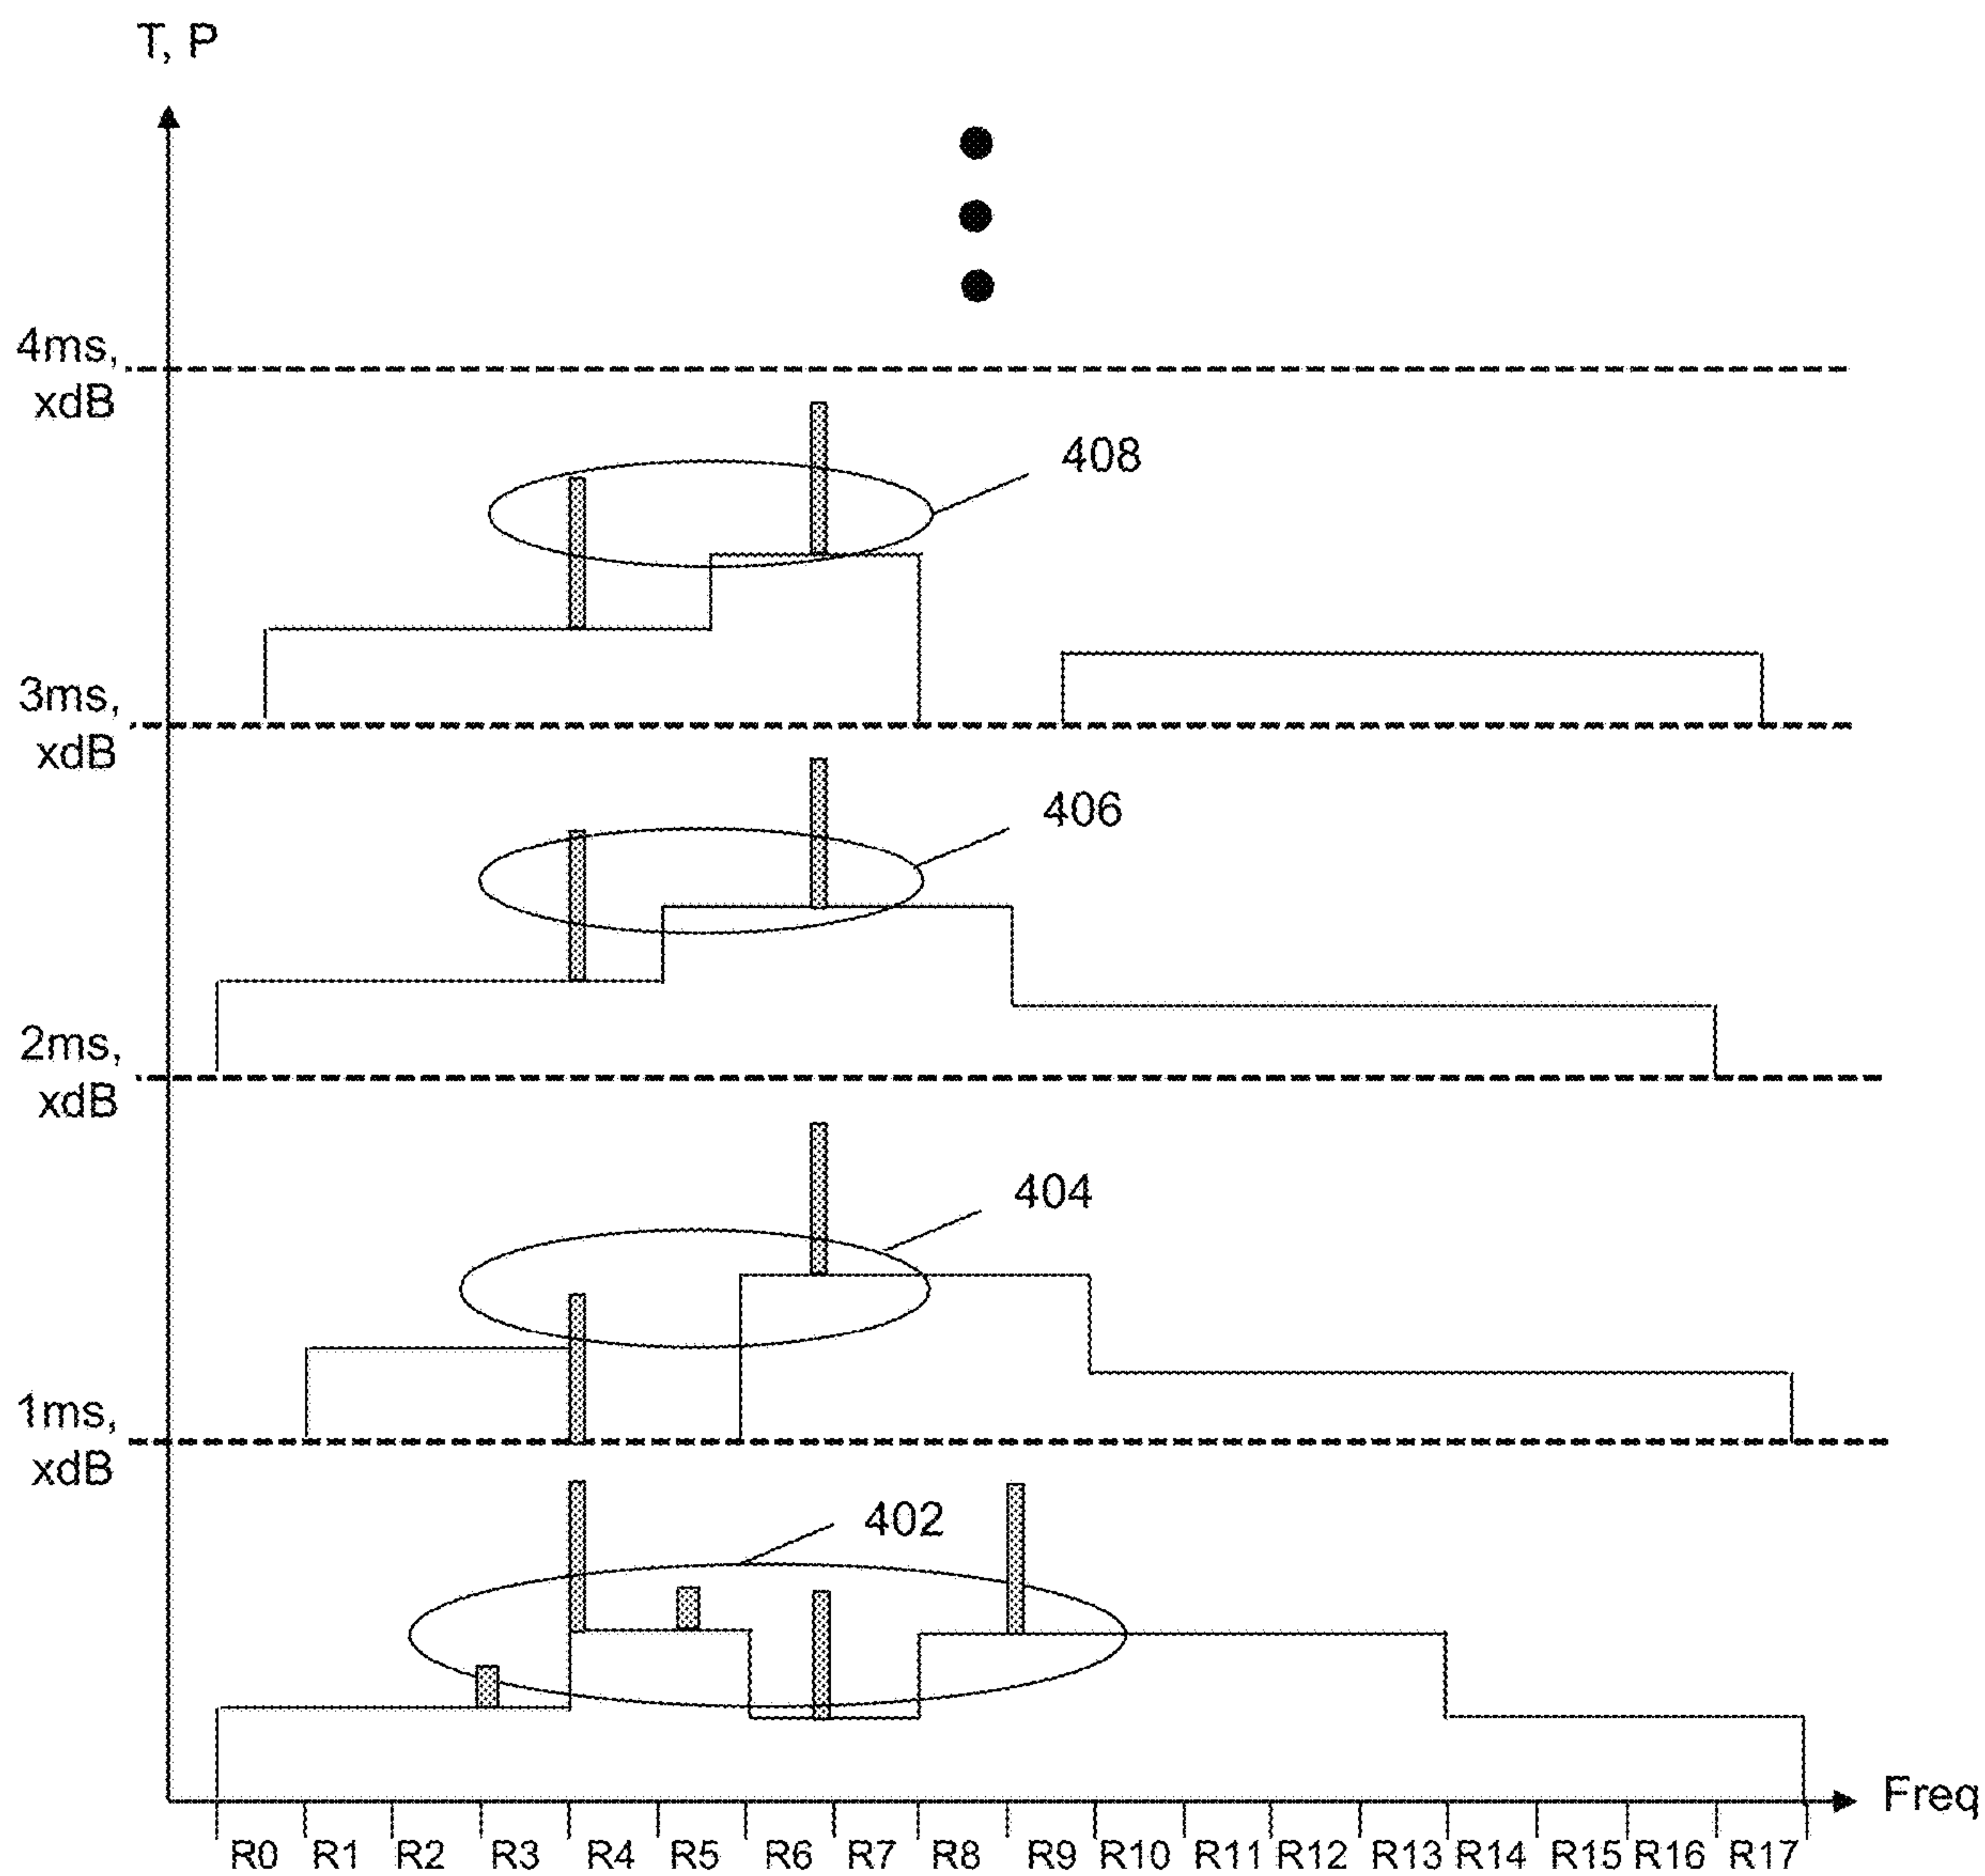 T, P
4ms,
xdB
408
3ms,
xdB
406
2ms,
xdB
404
1ms,
xdB
402
Freq
R0 R1 R2 R3 R4 R5 R6 R7 R8 R9 R10 R11 R12 R13 R14 R15 R16 R17